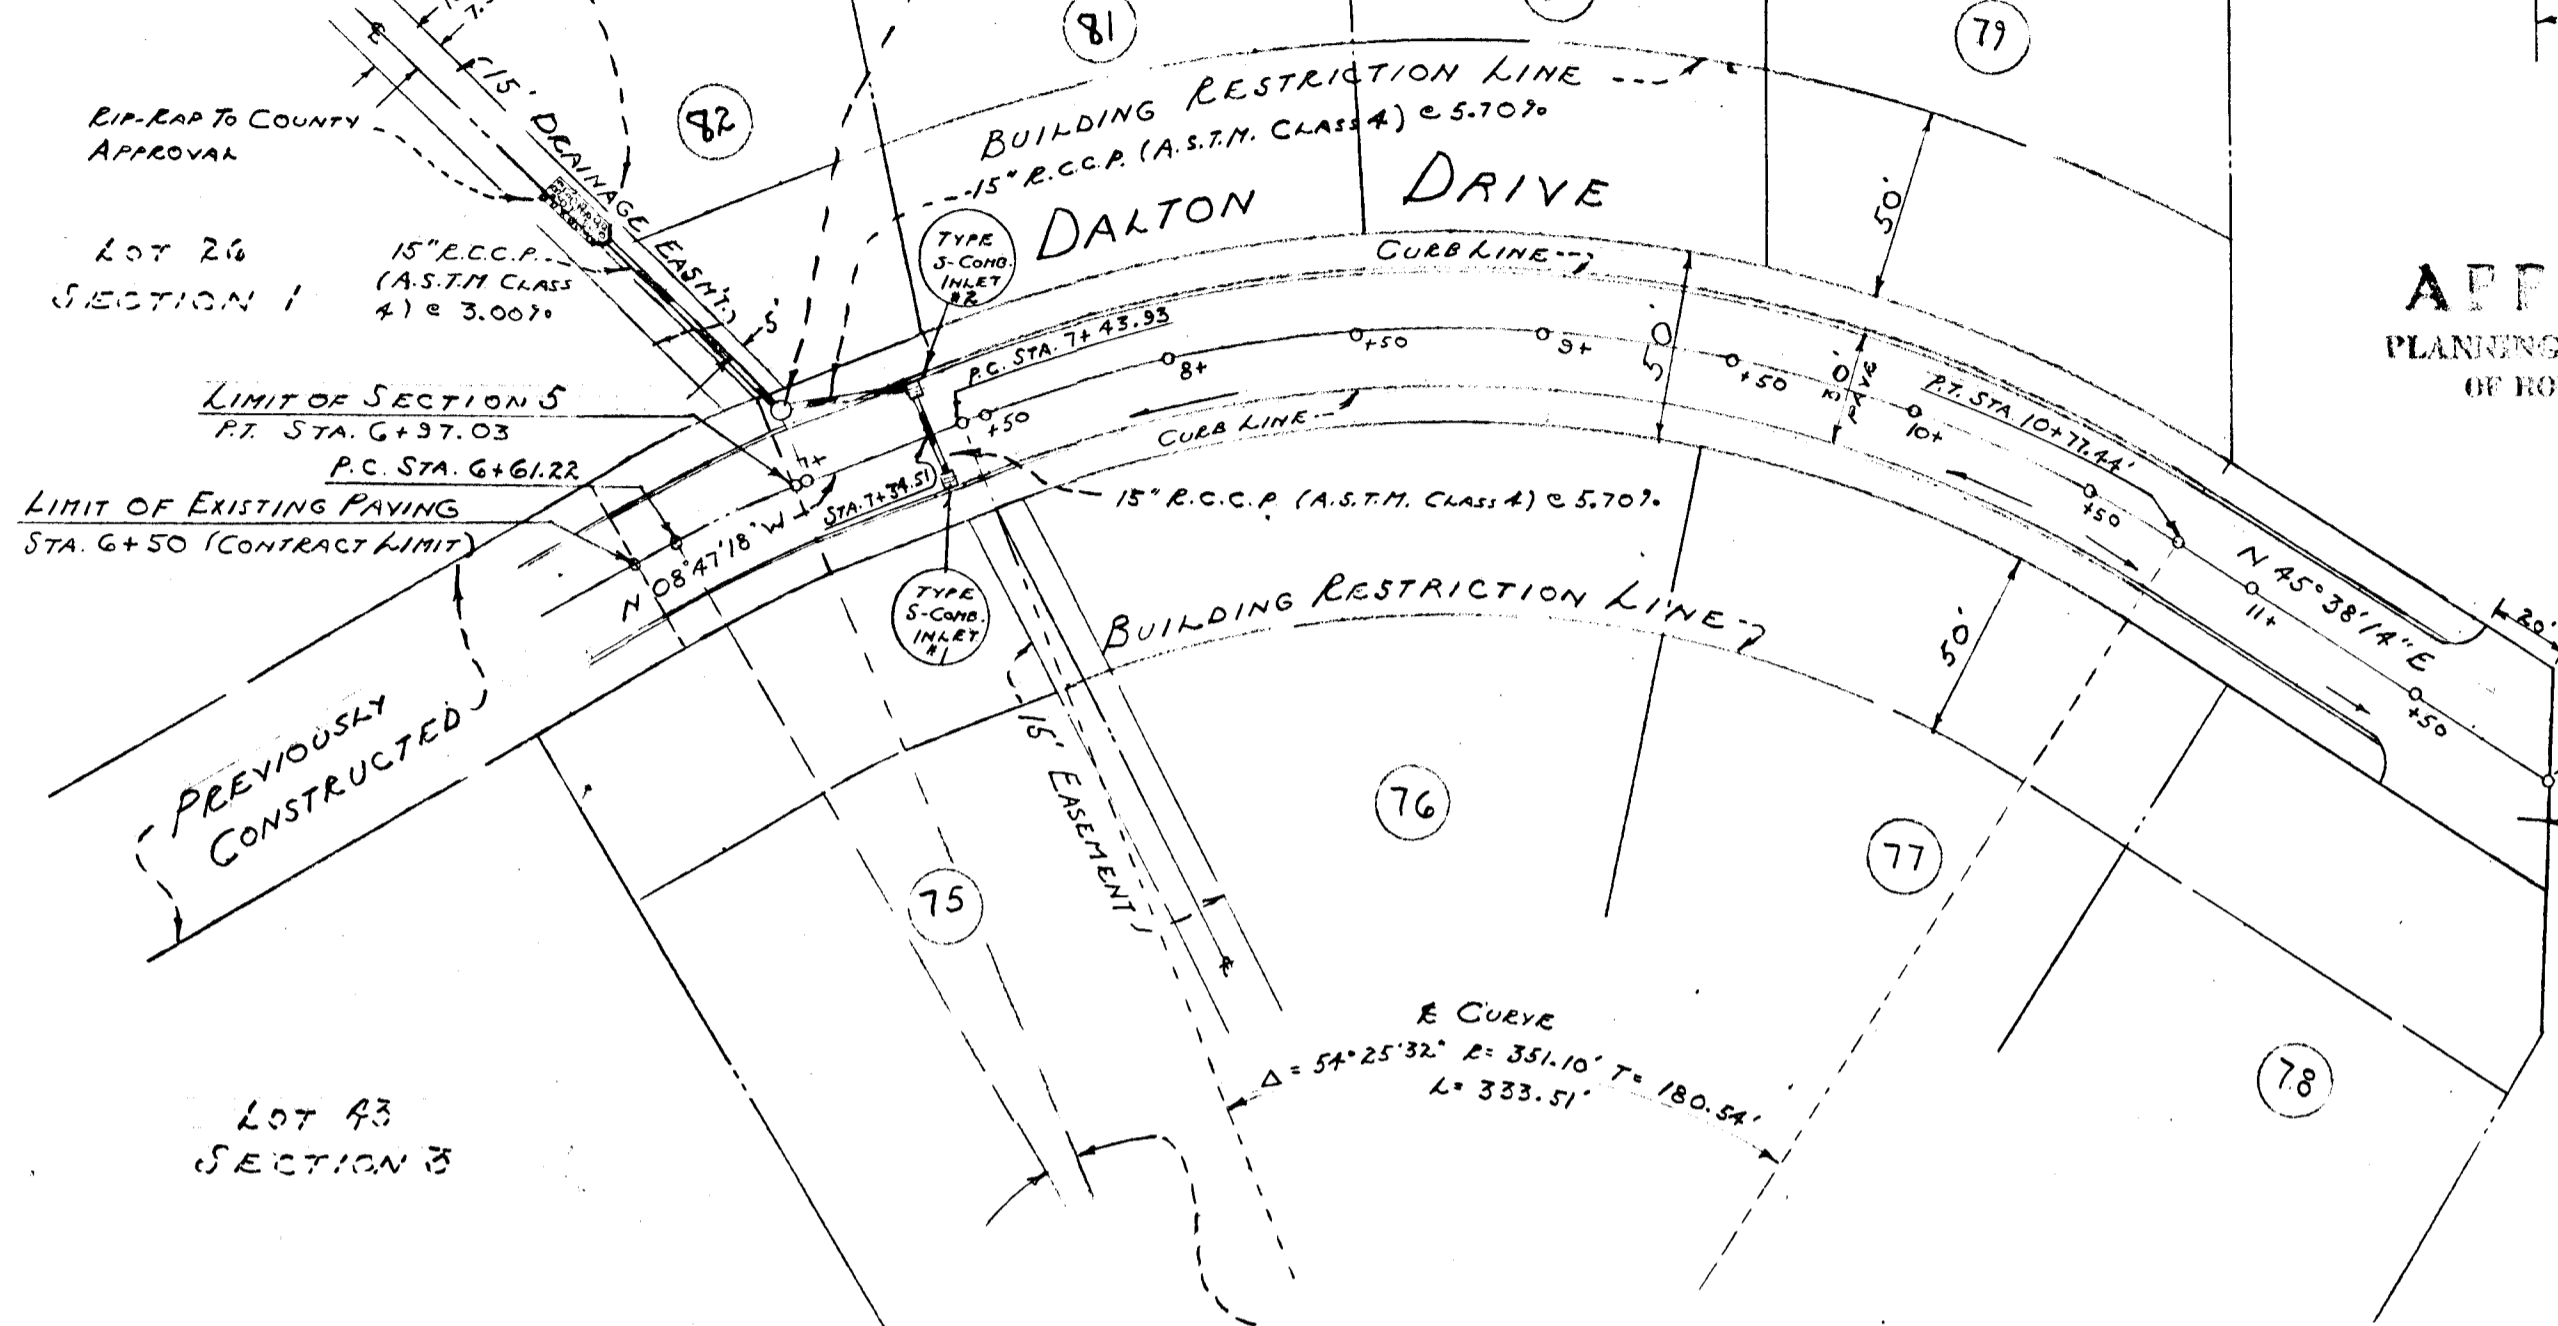 81
79
82
15' DRAINAGE EASM'T.)
RIP-RAP TO COUNTY
APPROVAL
BUILDING RESTRICTION LINE
15" R.C.C.P. (A.S.T.M. CLASS 4) @ 5.70%
DALTON DRIVE
LOT 26
SECTION 1
15" R.C.C.P.
(A.S.T.M. CLASS
4) @ 3.00%
TYPE
S-COMB.
INLET
#2
CURB LINE
50'
5'
P.C. STA. 7+43.93
8+
+50
9+
+50
50'
30'
PAVE
10+
P.T. STA. 10+77.44'
+50
PLANNING
LIMIT OF SECTION 5
P.T. STA. 6+97.03
P.C. STA. 6+61.22
LIMIT OF EXISTING PAVING
STA. 6+50 (CONTRACT LIMIT)
7+
+50
CURB LINE
STA. 7+34.51
N 08°47'18" W
15" R.C.C.P. (A.S.T.M. CLASS 4) @ 5.70%
TYPE
S-COMB.
INLET
#1
BUILDING RESTRICTION LINE
50'
N 45°38'14" E
11+
+50
20'
PREVIOUSLY
CONSTRUCTED
15' EASEMENT
75
76
77
78
℄ CURVE
Δ = 54°25'32" R= 351.10' T= 180.54'
L= 333.51'
LOT 43
SECTION 3